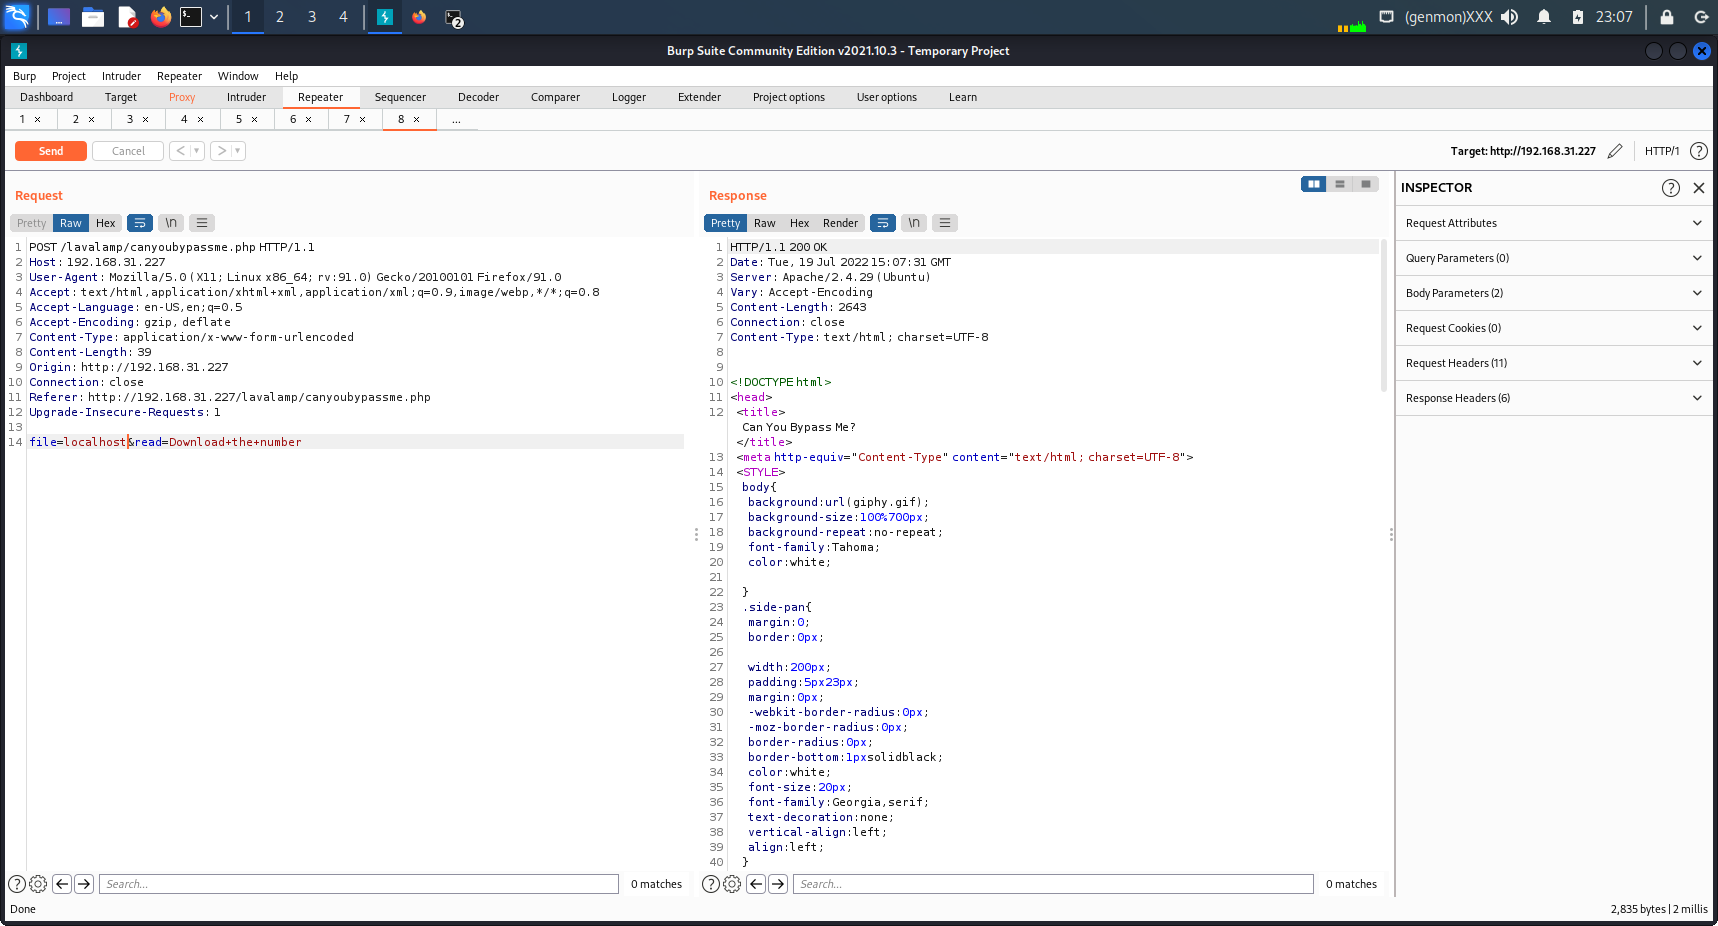 1 2 3 4 2 (genmon)XXX 23:07
Burp Suite Community Edition v2021.10.3 - Temporary Project
Burp Project Intruder Repeater Window Help
Dashboard Target Proxy Intruder Repeater Sequencer Decoder Comparer Logger Extender Project options User options Learn
1 × 2 × 3 × 4 × 5 × 6 × 7 × 8 × ...
Send Cancel < > Target: http://192.168.31.227 HTTP/1 ?
Request
Pretty Raw Hex \n
1 POST /lavalamp/canyoubypassme.php HTTP/1.1
2 Host: 192.168.31.227
3 User-Agent: Mozilla/5.0 (X11; Linux x86_64; rv:91.0) Gecko/20100101 Firefox/91.0
4 Accept: text/html,application/xhtml+xml,application/xml;q=0.9,image/webp,*/*;q=0.8
5 Accept-Language: en-US,en;q=0.5
6 Accept-Encoding: gzip, deflate
7 Content-Type: application/x-www-form-urlencoded
8 Content-Length: 39
9 Origin: http://192.168.31.227
10 Connection: close
11 Referer: http://192.168.31.227/lavalamp/canyoubypassme.php
12 Upgrade-Insecure-Requests: 1
13
14 file=localhost&read=Download+the+number
? Search... 0 matches
Response
Pretty Raw Hex Render \n
1 HTTP/1.1 200 OK
2 Date: Tue, 19 Jul 2022 15:07:31 GMT
3 Server: Apache/2.4.29 (Ubuntu)
4 Vary: Accept-Encoding
5 Content-Length: 2643
6 Connection: close
7 Content-Type: text/html; charset=UTF-8
8
9
10 <!DOCTYPE html>
11 <head>
12 <title>
Can You Bypass Me?
</title>
13 <meta http-equiv="Content-Type" content="text/html; charset=UTF-8">
14 <STYLE>
15 body{
16 background:url(giphy.gif);
17 background-size:100%700px;
18 background-repeat:no-repeat;
19 font-family:Tahoma;
20 color:white;
21
22 }
23 .side-pan{
24 margin:0;
25 border:0px;
26
27 width:200px;
28 padding:5px23px;
29 margin:0px;
30 -webkit-border-radius:0px;
31 -moz-border-radius:0px;
32 border-radius:0px;
33 border-bottom:1pxsolidblack;
34 color:white;
35 font-size:20px;
36 font-family:Georgia,serif;
37 text-decoration:none;
38 vertical-align:left;
39 align:left;
40 }
? Search... 0 matches
INSPECTOR ?
Request Attributes
Query Parameters (0)
Body Parameters (2)
Request Cookies (0)
Request Headers (11)
Response Headers (6)
Done 2,835 bytes | 2 millis